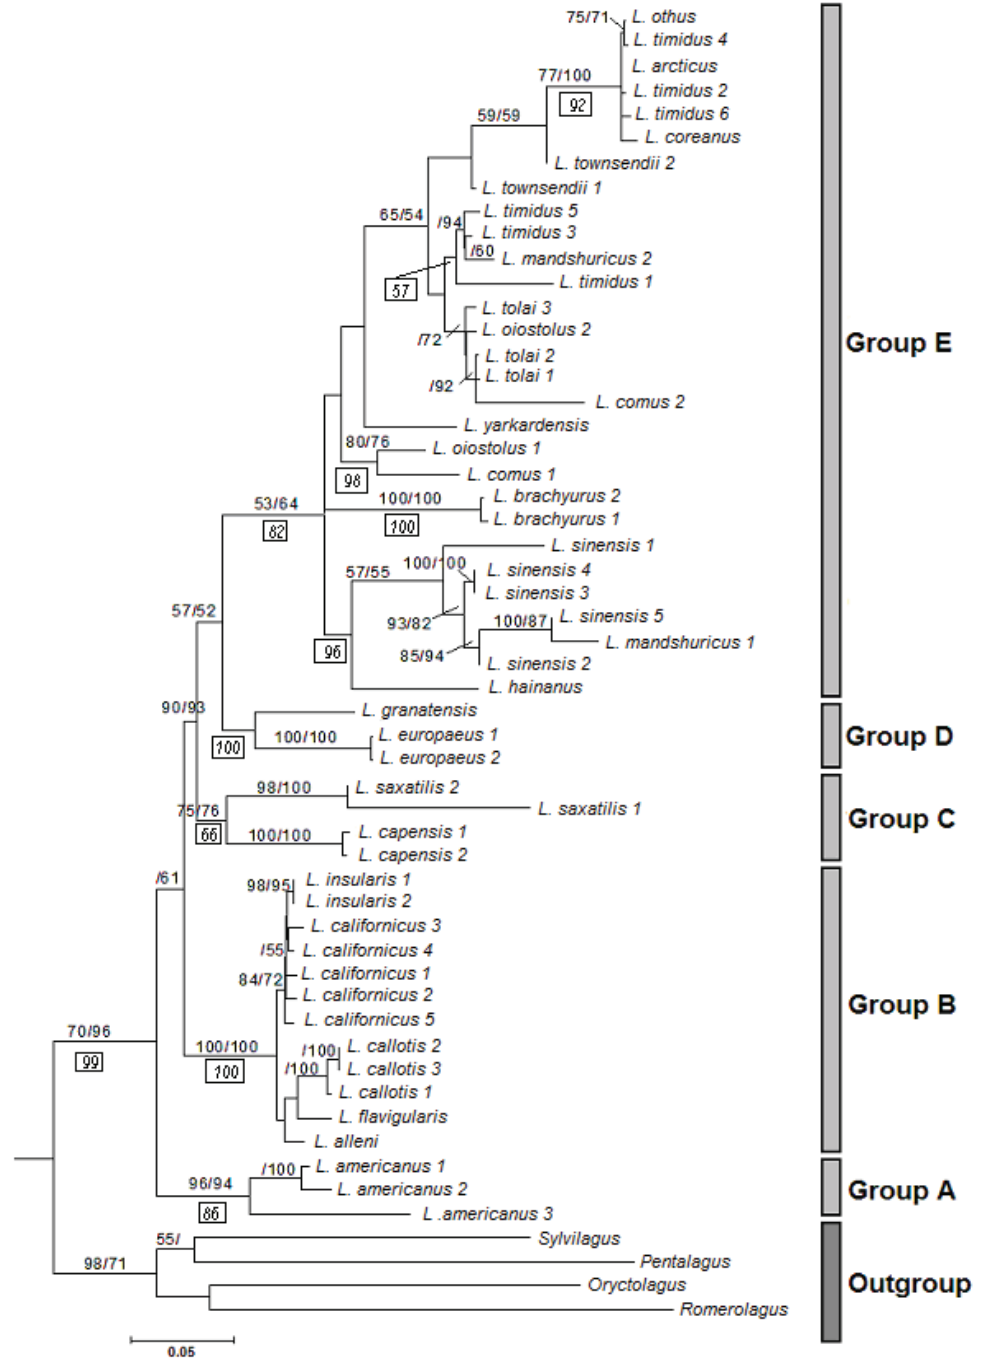 75/71
L. othus
L. timidus 4
L. arcticus
77/100
L. timidus 2
92
59/59
L. timidus 6
L. coreanus
L. townsendii 2
L. townsendii 1
65/54
/94
L. timidus 5
L. timidus 3
/60
L. mandshuricus 2
57
L. timidus 1
L. tolai 3
L. oiostolus 2
/72
L. tolai 2
L. tolai 1
/92
L. comus 2
Group E
L. yarkardensis
80/76
L. oiostolus 1
98
L. comus 1
100/100
L. brachyurus 2
53/64
100
L. brachyurus 1
82
L. sinensis 1
100/100
57/55
L. sinensis 4
L. sinensis 3
57/52
93/82
100/87
L. sinensis 5
L. mandshuricus 1
96
85/94
L. sinensis 2
L. hainanus
90/93
L. granatensis
100/100
L. europaeus 1
100
L. europaeus 2
Group D
98/100
L. saxatilis 2
75/76
L. saxatilis 1
66
100/100
L. capensis 1
L. capensis 2
Group C
/61
98/95
L. insularis 1
L. insularis 2
L. californicus 3
/55
L. californicus 4
84/72
L. californicus 1
L. californicus 2
L. californicus 5
Group B
70/96
99
100/100
100
/100
L. callotis 2
/100
L. callotis 3
L. callotis 1
L. flavigularis
L. alleni
/100
L. americanus 1
96/94
L. americanus 2
86
L .americanus 3
Group A
55/
Sylvilagus
98/71
Pentalagus
Oryctolagus
Romerolagus
Outgroup
0.05